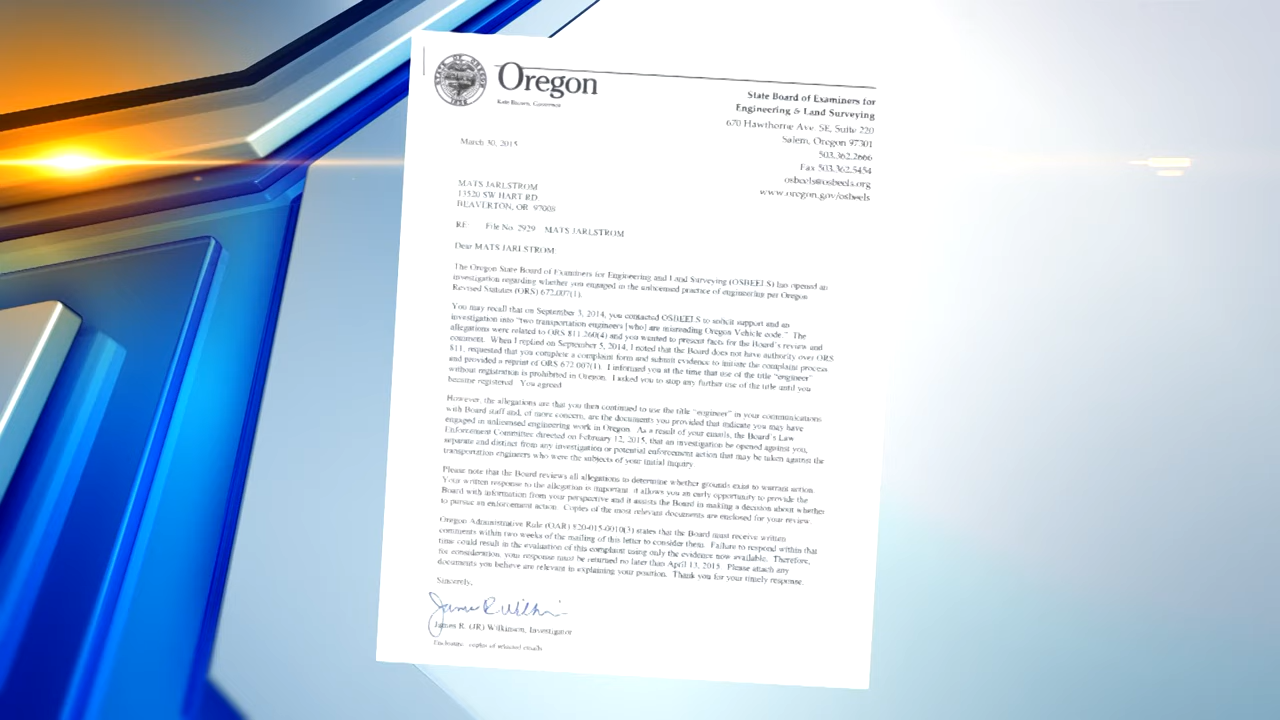 Oregon
Kate Brown, Governor
State Board of Examiners for
Engineering & Land Surveying
670 Hawthorne Ave. SE, Suite 220
Salem, Oregon 97301
503.362.2666
Fax 503.362.5454
osbeels@osbeels.org
www.oregon.gov/osbeels
March 30, 2015
MATS JARLSTROM
13520 SW HART RD
BEAVERTON, OR 97008
RE File No. 2929 MATS JARLSTROM
Dear MATS JARLSTROM
The Oregon State Board of Examiners for Engineering and Land Surveying (OSBEELS) has opened an
investigation regarding whether you engaged in the unlicensed practice of engineering per Oregon
Revised Statutes (ORS) 672.007(1).
You may recall that on September 3, 2014, you contacted OSBEELS to solicit support and an
investigation into "two transportation engineers [who] are misreading Oregon Vehicle code." The
allegations were related to ORS 811.260(4) and you wanted to present facts for the Board's review and
comment. When I replied on September 5, 2014, I noted that the Board does not have authority over ORS
811, requested that you complete a complaint form and submit evidence to initiate the complaint process
and provided a reprint of ORS 672.007(1). I informed you at the time that use of the title "engineer"
without registration is prohibited in Oregon. I asked you to stop any further use of the title until you
became registered. You agreed
However, the allegations are that you then continued to use the title "engineer" in your communications
with Board staff and, of more concern, are the documents you provided that indicate you may have
engaged in unlicensed engineering work in Oregon. As a result of your emails, the Board's Law
Enforcement Committee directed on February 12, 2015, that an investigation be opened against you,
separate and distinct from any investigation or potential enforcement action that may be taken against the
transportation engineers who were the subjects of your initial inquiry.
Please note that the Board reviews all allegations to determine whether grounds exist to warrant action.
Your written response to the allegation is important it allows you an early opportunity to provide the
Board with information from your perspective and it assists the Board in making a decision about whether
to pursue an enforcement action. Copies of the most relevant documents are enclosed for your review.
Oregon Administrative Rule (OAR) 820-015-0010(3) states that the Board must receive written
comments within two weeks of the mailing of this letter to consider them. Failure to respond within that
time could result in the evaluation of this complaint using only the evidence now available. Therefore,
for consideration, your response must be returned no later than April 13, 2015. Please attach any
documents you believe are relevant in explaining your position. Thank you for your timely response.
Sincerely,
James R. (JR) Wilkinson, Investigator
Enclosure: copies of selected emails